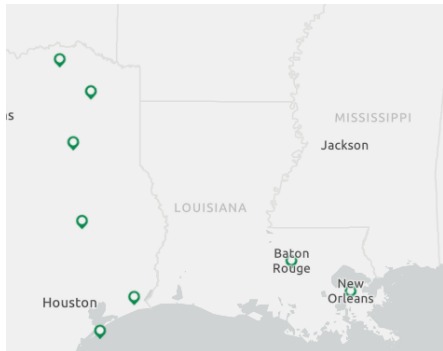 s
MISSISSIPPI
Jackson
LOUISIANA
Baton
Rouge
New
Orleans
Houston